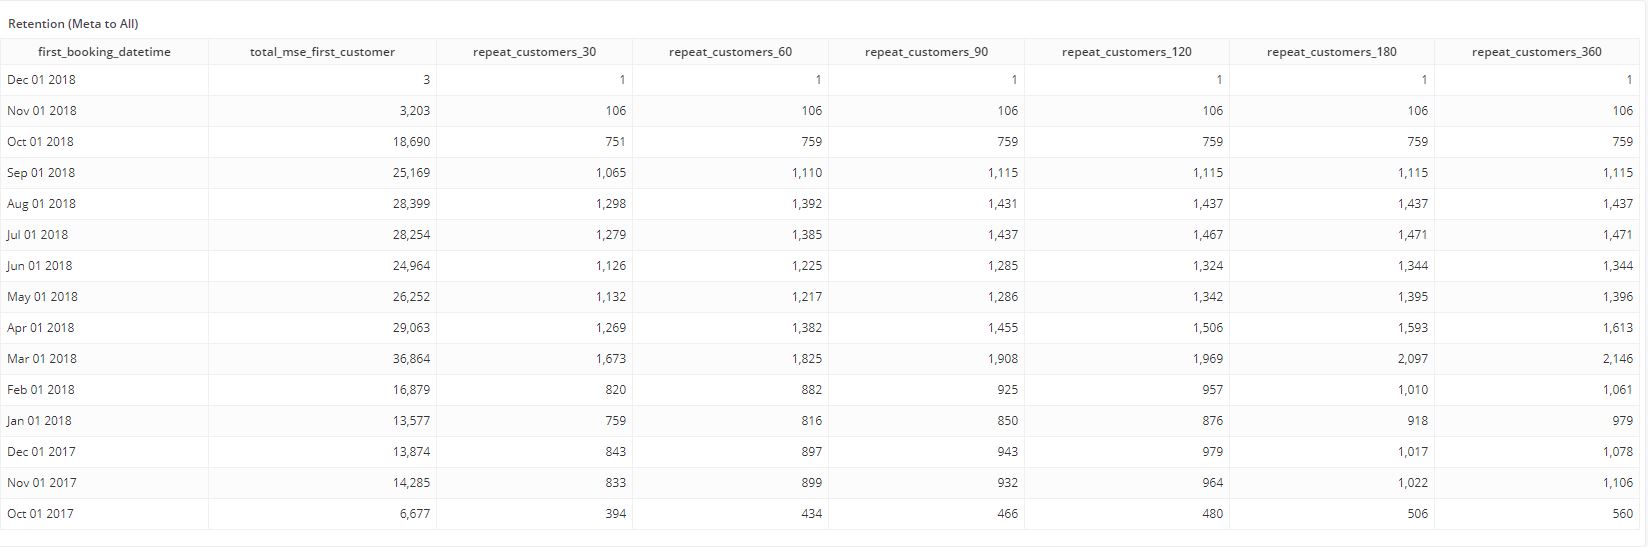 Retention (Meta to All)
first_booking_datetime total_mse_first_customer repeat_customers_30 repeat_customers_60 repeat_customers_90 repeat_customers_120 repeat_customers_180 repeat_customers_360
Dec 01 2018 3 1 1 1 1 1 1
Nov 01 2018 3,203 106 106 106 106 106 106
Oct 01 2018 18,690 751 759 759 759 759 759
Sep 01 2018 25,169 1,065 1,110 1,115 1,115 1,115 1,115
Aug 01 2018 28,399 1,298 1,392 1,431 1,437 1,437 1,437
Jul 01 2018 28,254 1,279 1,385 1,437 1,467 1,471 1,471
Jun 01 2018 24,964 1,126 1,225 1,285 1,324 1,344 1,344
May 01 2018 26,252 1,132 1,217 1,286 1,342 1,395 1,396
Apr 01 2018 29,063 1,269 1,382 1,455 1,506 1,593 1,613
Mar 01 2018 36,864 1,673 1,825 1,908 1,969 2,097 2,146
Feb 01 2018 16,879 820 882 925 957 1,010 1,061
Jan 01 2018 13,577 759 816 850 876 918 979
Dec 01 2017 13,874 843 897 943 979 1,017 1,078
Nov 01 2017 14,285 833 899 932 964 1,022 1,106
Oct 01 2017 6,677 394 434 466 480 506 560